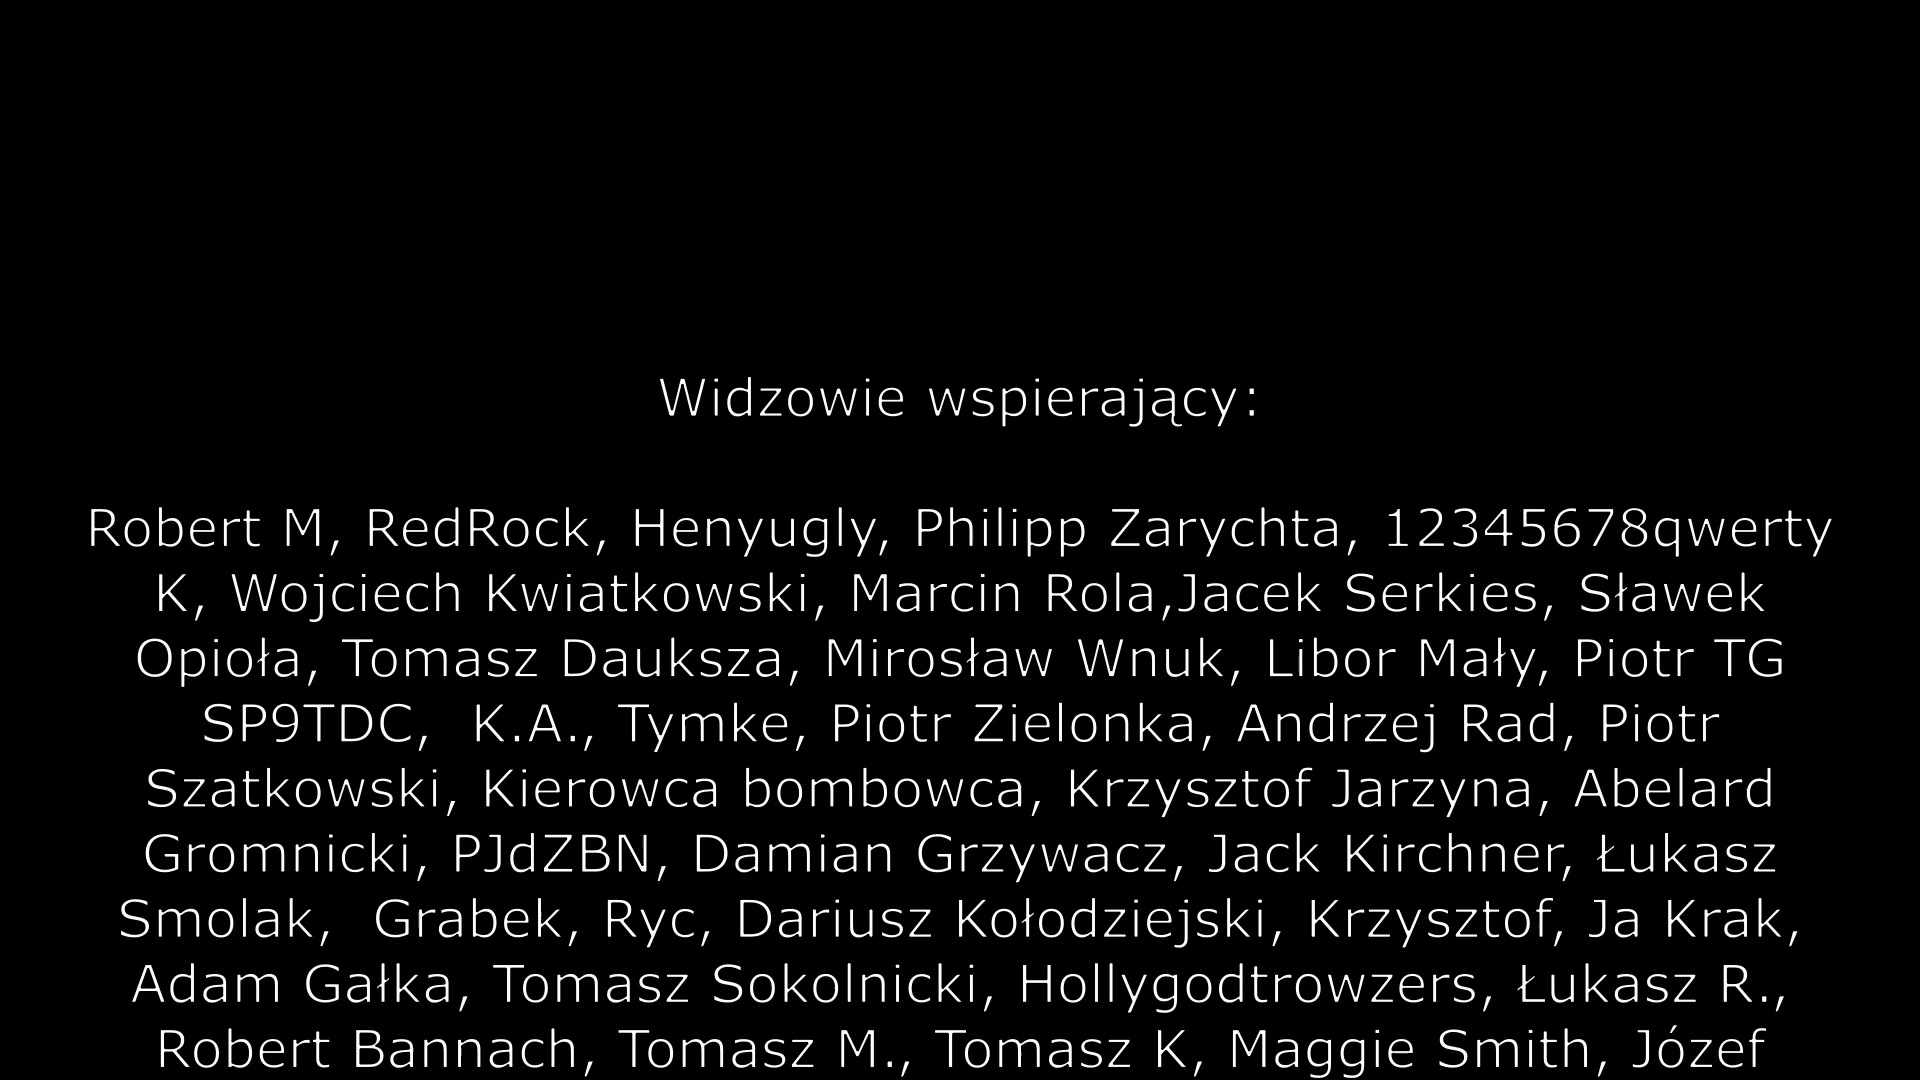 Widzowie wspierający:
Robert M, RedRock, Henyugly, Philipp Zarychta, 12345678qwerty
K, Wojciech Kwiatkowski, Marcin Rola,Jacek Serkies, Sławek
Opioła, Tomasz Dauksza, Mirosław Wnuk, Libor Mały, Piotr TG
SP9TDC,  K.A., Tymke, Piotr Zielonka, Andrzej Rad, Piotr
Szatkowski, Kierowca bombowca, Krzysztof Jarzyna, Abelard
Gromnicki, PJdZBN, Damian Grzywacz, Jack Kirchner, Łukasz
Smolak,  Grabek, Ryc, Dariusz Kołodziejski, Krzysztof, Ja Krak,
Adam Gałka, Tomasz Sokolnicki, Hollygodtrowzers, Łukasz R.,
Robert Bannach, Tomasz M., Tomasz K, Maggie Smith, Józef